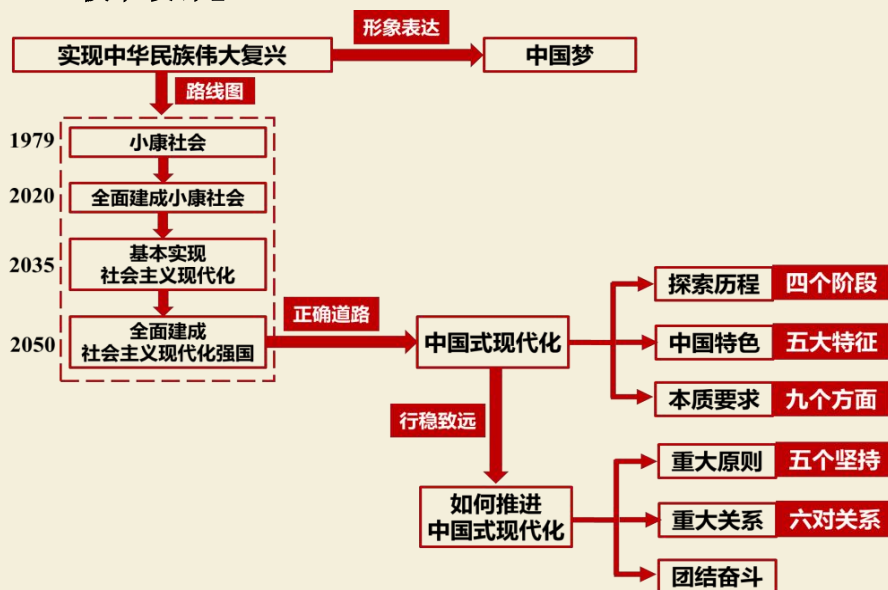 形象表达
实现中华民族伟大复兴
中国梦
路线图
1979
小康社会
2020
全面建成小康社会
2035
基本实现
社会主义现代化
2050
全面建成
社会主义现代化强国
正确道路
中国式现代化
探索历程
四个阶段
中国特色
五大特征
本质要求
九个方面
行稳致远
如何推进
中国式现代化
重大原则
五个坚持
重大关系
六对关系
团结奋斗